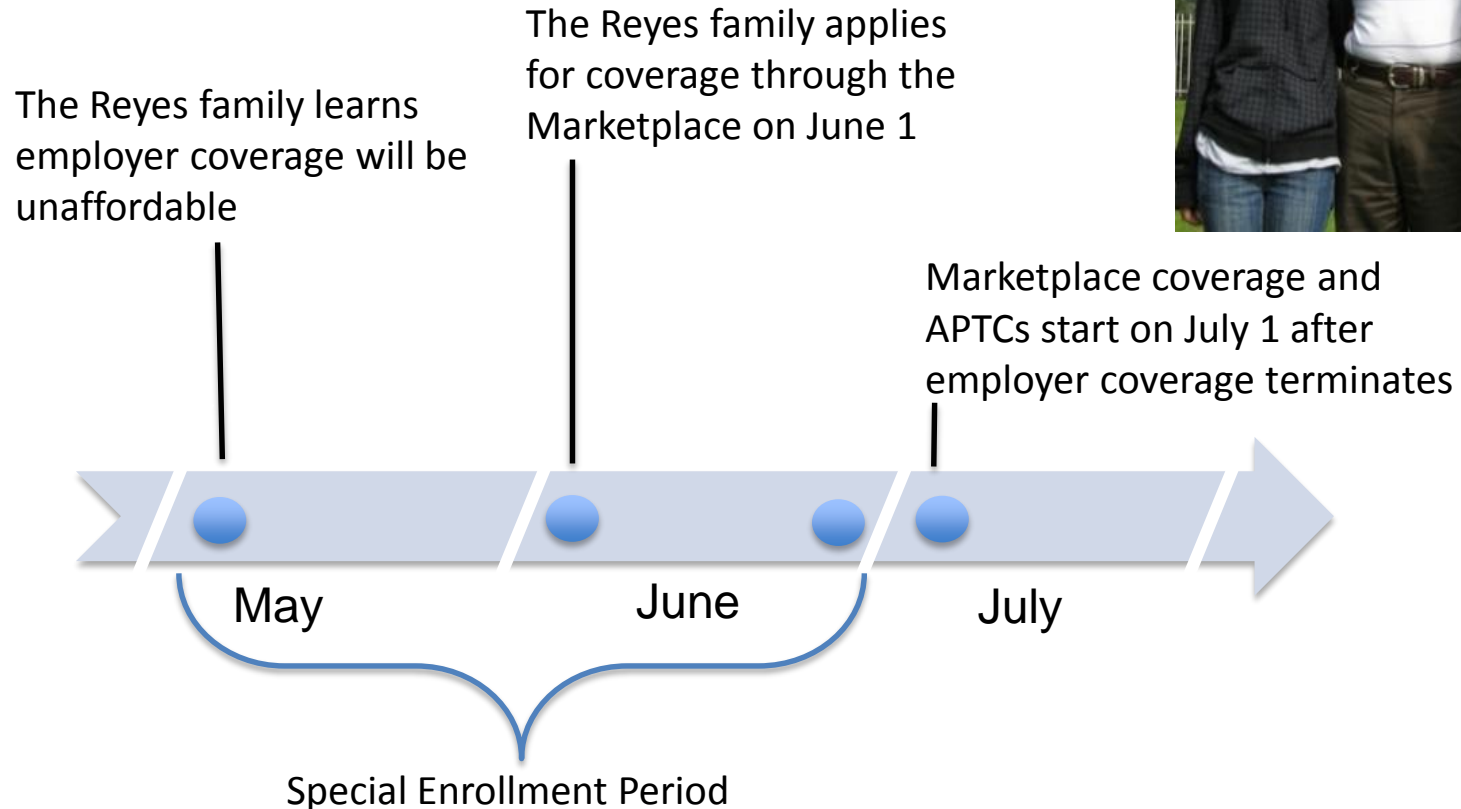 The Reyes family learns
employer coverage will be
unaffordable
The Reyes family applies
for coverage through the
Marketplace on June 1
Marketplace coverage and
APTCs start on July 1 after
employer coverage terminates
May
June
July
Special Enrollment Period